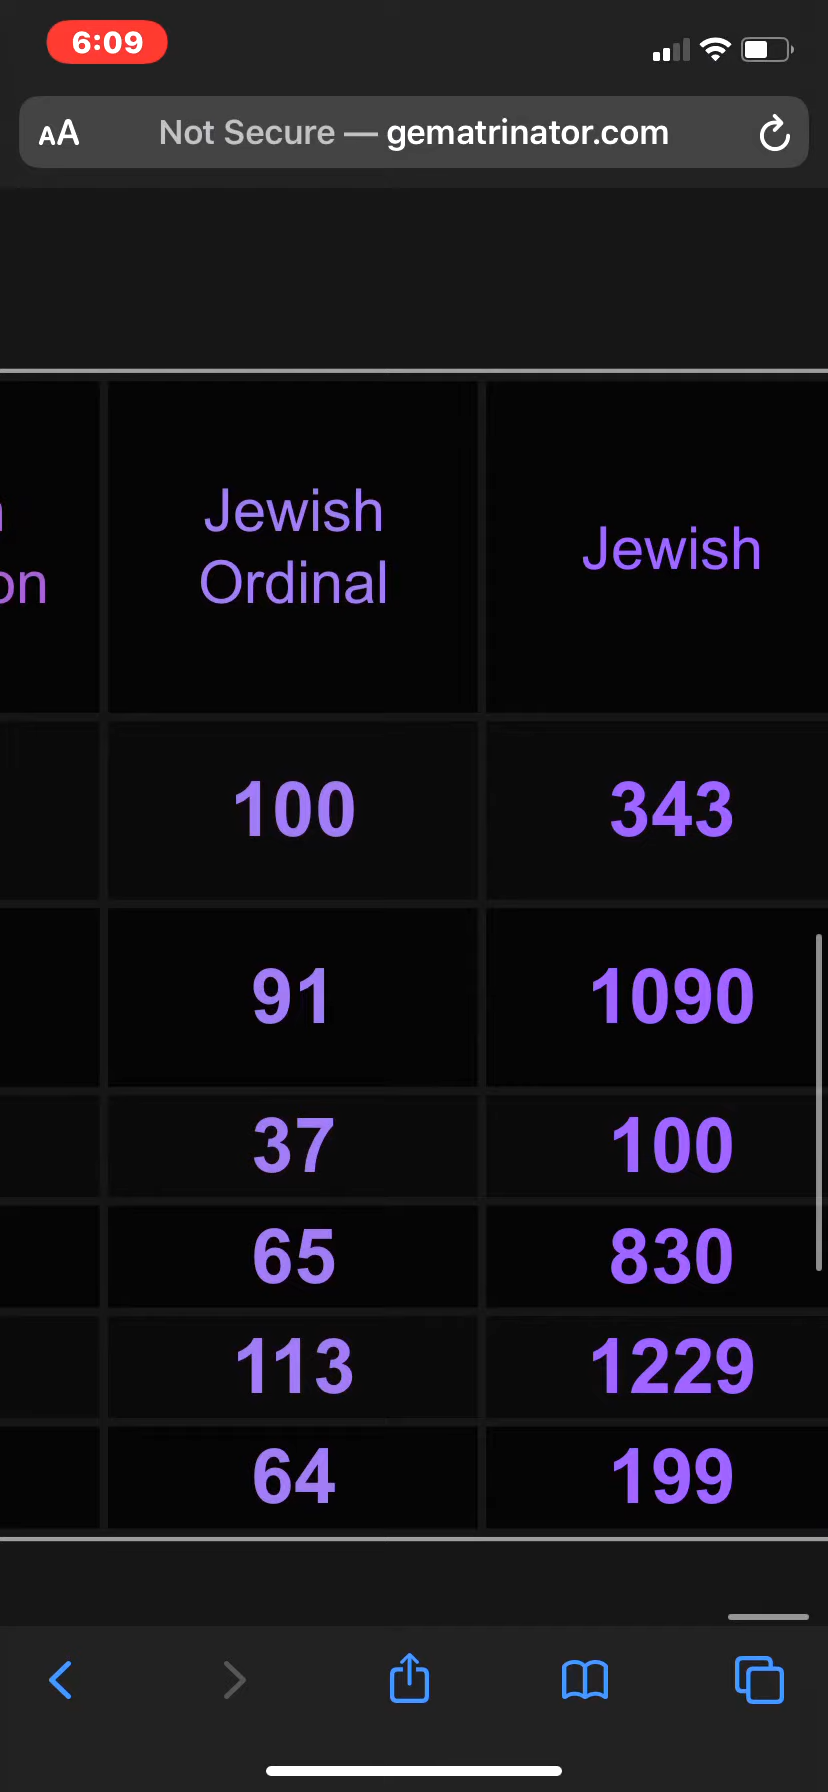 6:09
AA Not Secure — gematrinator.com
on
Jewish
Ordinal
Jewish
100 343
91 1090
37 100
65 830
113 1229
64 199